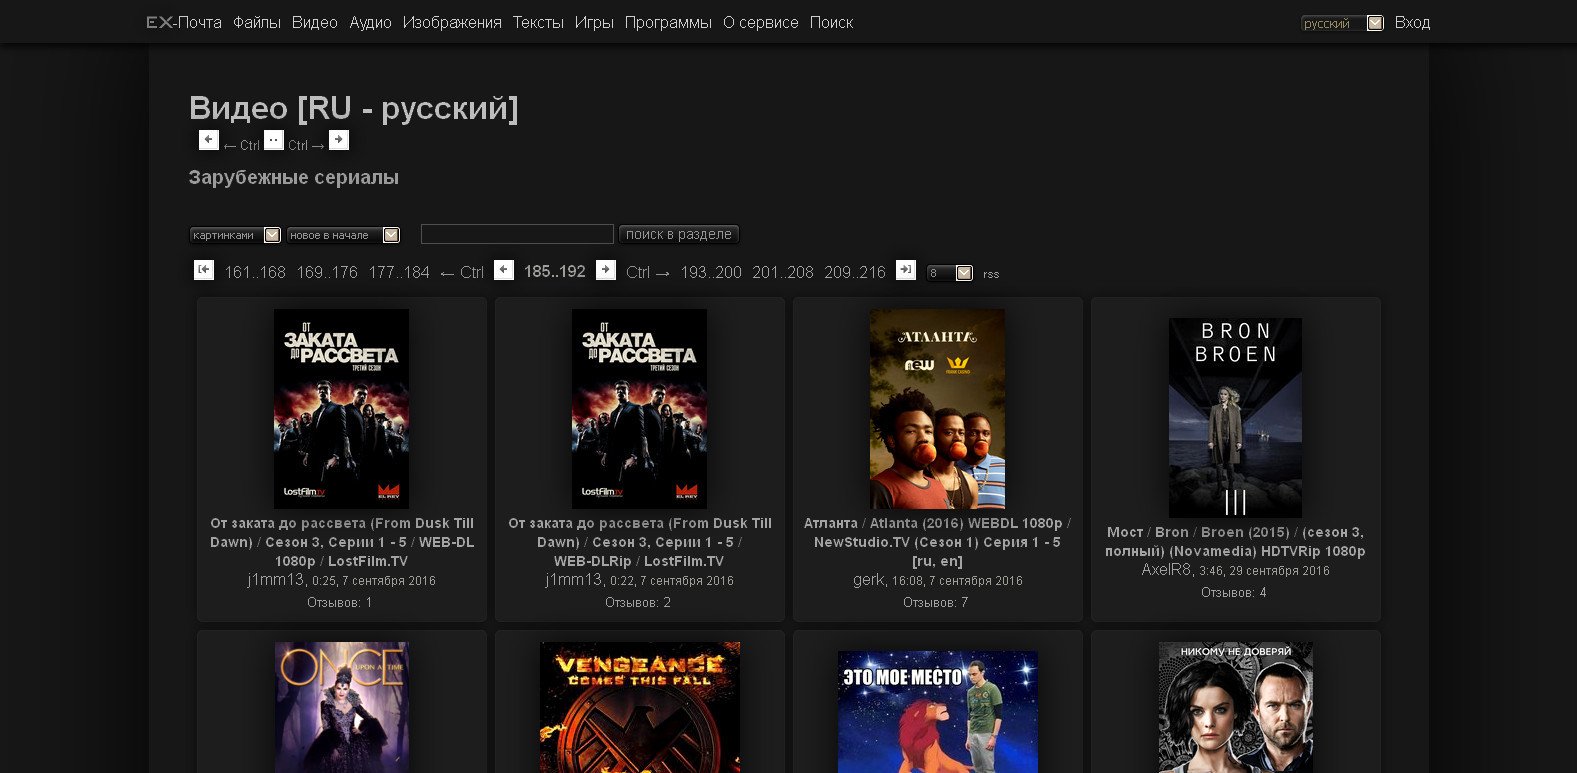 EX-Почта Файлы Видео Аудио Изображения Тексты Игры Программы О сервисе Поиск русский Вход
Видео [RU - русский]
← Ctrl Ctrl →
Зарубежные сериалы
картинками новое в начале поиск в разделе
161..168 169..176 177..184 ← Ctrl 185..192 Ctrl → 193..200 201..208 209..216 8 rss
ОТ
ЗАКАТА
ДО РАССВЕТА
ТРЕТИЙ СЕЗОН
LostFilm.TV
EL REY
От заката до рассвета (From Dusk Till
Dawn) / Сезон 3, Серии 1 - 5 / WEB-DL
1080p / LostFilm.TV
j1mm13, 0:25, 7 сентября 2016
Отзывов: 1
ОТ
ЗАКАТА
ДО РАССВЕТА
ТРЕТИЙ СЕЗОН
LostFilm.TV
EL REY
От заката до рассвета (From Dusk Till
Dawn) / Сезон 3, Серии 1 - 5 /
WEB-DLRip / LostFilm.TV
j1mm13, 0:22, 7 сентября 2016
Отзывов: 2
АТЛАНТА
new
Атланта / Atlanta (2016) WEBDL 1080p /
NewStudio.TV (Сезон 1) Серия 1 - 5
[ru, en]
gerk, 16:08, 7 сентября 2016
Отзывов: 7
BRON
BROEN
III
Мост / Bron / Broen (2015) / (сезон 3,
полный) (Novamedia) HDTVRip 1080p
AxelR8, 3:46, 29 сентября 2016
Отзывов: 4
ONCE
UPON A TIME
VENGEANCE
COMES THIS FALL
ЭТО МОЕ МЕСТО
НИКОМУ НЕ ДОВЕРЯЙ